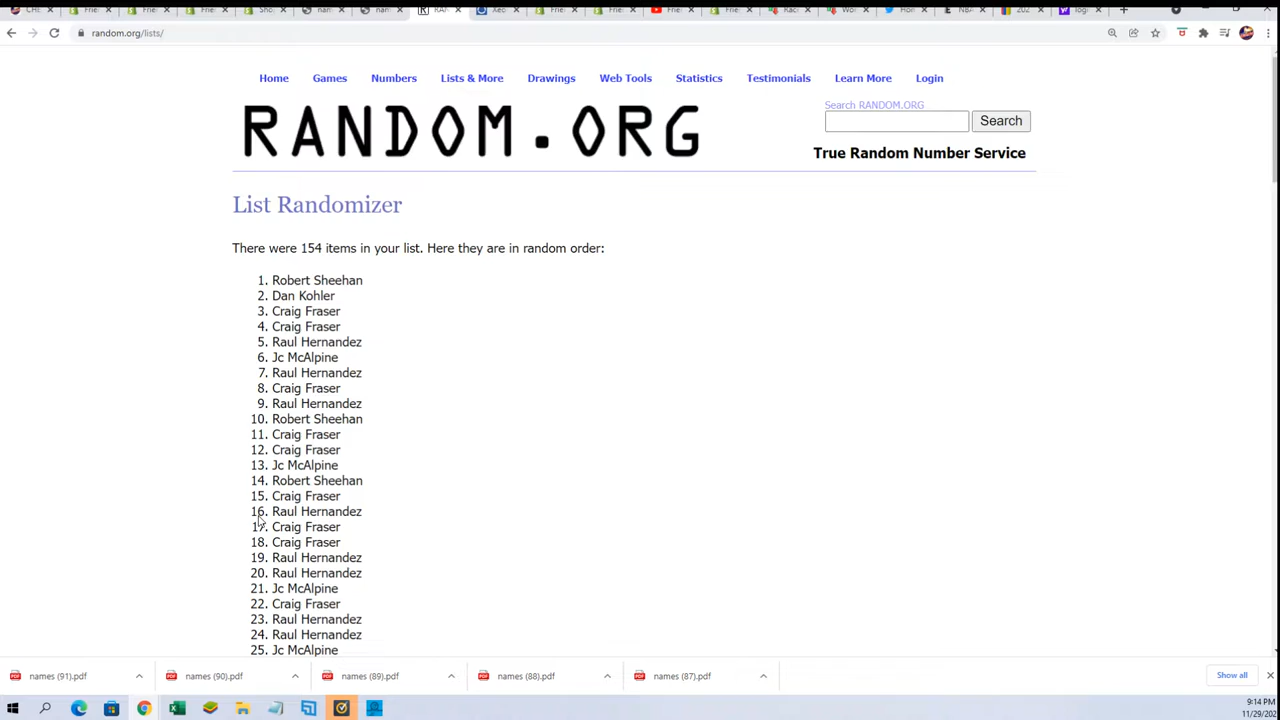 random.org/lists/
Home Games Numbers Lists & More Drawings Web Tools Statistics Testimonials Learn More Login
RANDOM.ORG
Search RANDOM.ORG
Search
True Random Number Service
List Randomizer
There were 154 items in your list. Here they are in random order:
1. Robert Sheehan
2. Dan Kohler
3. Craig Fraser
4. Craig Fraser
5. Raul Hernandez
6. Jc McAlpine
7. Raul Hernandez
8. Craig Fraser
9. Raul Hernandez
10. Robert Sheehan
11. Craig Fraser
12. Craig Fraser
13. Jc McAlpine
14. Robert Sheehan
15. Craig Fraser
16. Raul Hernandez
17. Craig Fraser
18. Craig Fraser
19. Raul Hernandez
20. Raul Hernandez
21. Jc McAlpine
22. Craig Fraser
23. Raul Hernandez
24. Raul Hernandez
25. Jc McAlpine
names (91).pdf names (90).pdf names (89).pdf names (88).pdf names (87).pdf Show all
9:14 PM